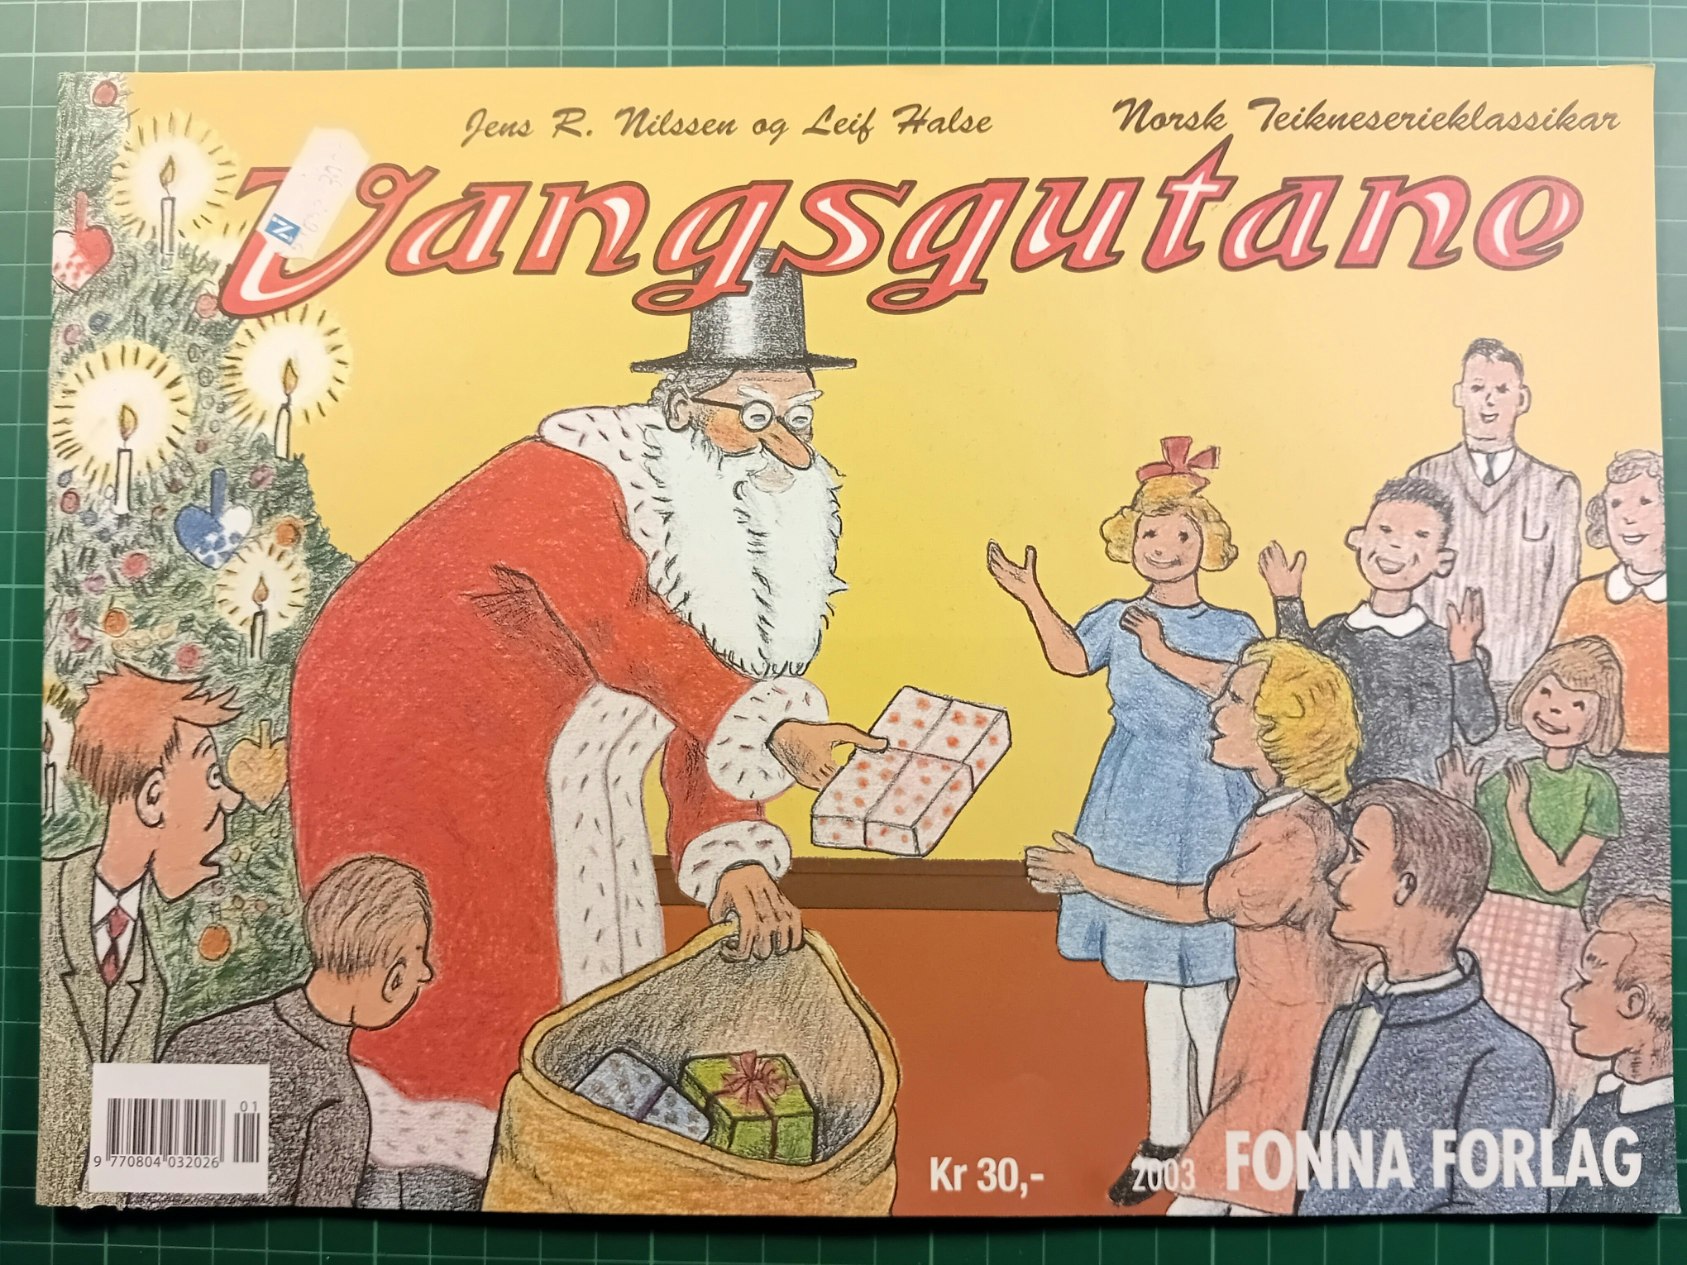 Jens R. Nilssen og Leif Halse
Norsk Teikneserieklassikar
Vangsgutane
N
01
9 770804 032026
Kr 30,-
2003
FONNA FORLAG